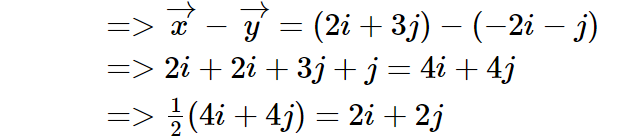 => \overrightarrow{x} - \overrightarrow{y} = (2i + 3j) - (-2i - j)
=> 2i + 2i + 3j + j = 4i + 4j
=> \frac{1}{2}(4i + 4j) = 2i + 2j